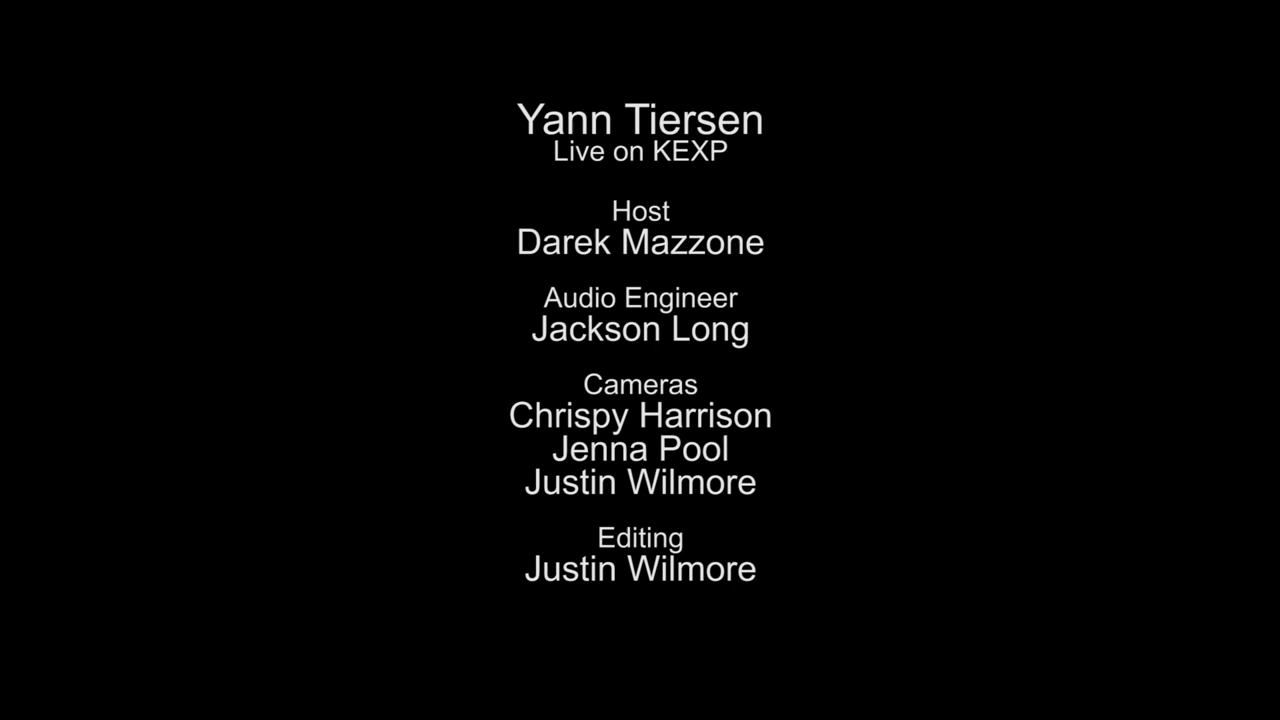 Yann Tiersen
Live on KEXP
Host
Darek Mazzone
Audio Engineer
Jackson Long
Cameras
Chrispy Harrison
Jenna Pool
Justin Wilmore
Editing
Justin Wilmore